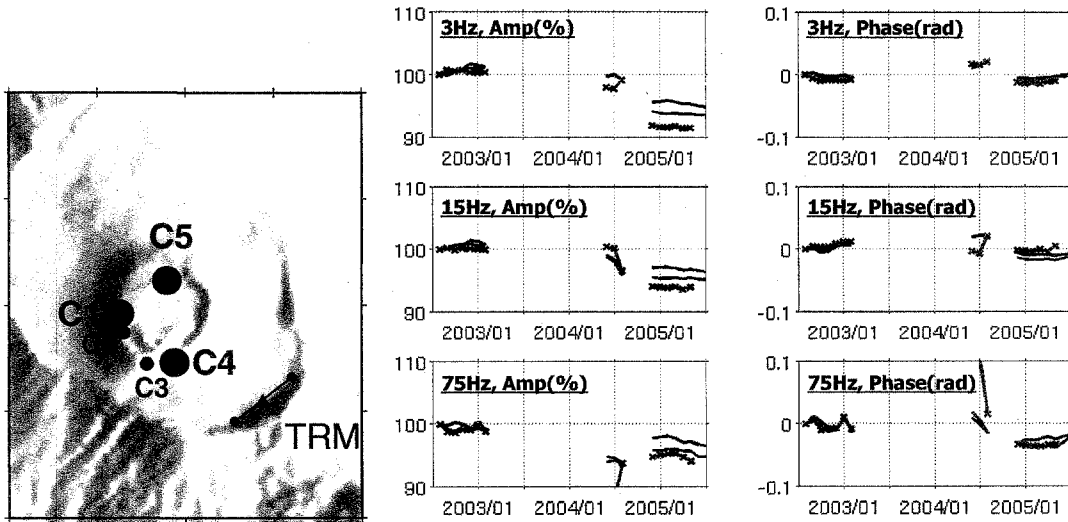 C5
C
C4
C3
TRM
3Hz, Amp(%)
110
100
90
2003/01 2004/01 2005/01
3Hz, Phase(rad)
0.1
0
-0.1
2003/01 2004/01 2005/01
15Hz, Amp(%)
110
100
90
2003/01 2004/01 2005/01
15Hz, Phase(rad)
0.1
0
-0.1
2003/01 2004/01 2005/01
75Hz, Amp(%)
110
100
90
2003/01 2004/01 2005/01
75Hz, Phase(rad)
0.1
0
-0.1
2003/01 2004/01 2005/01